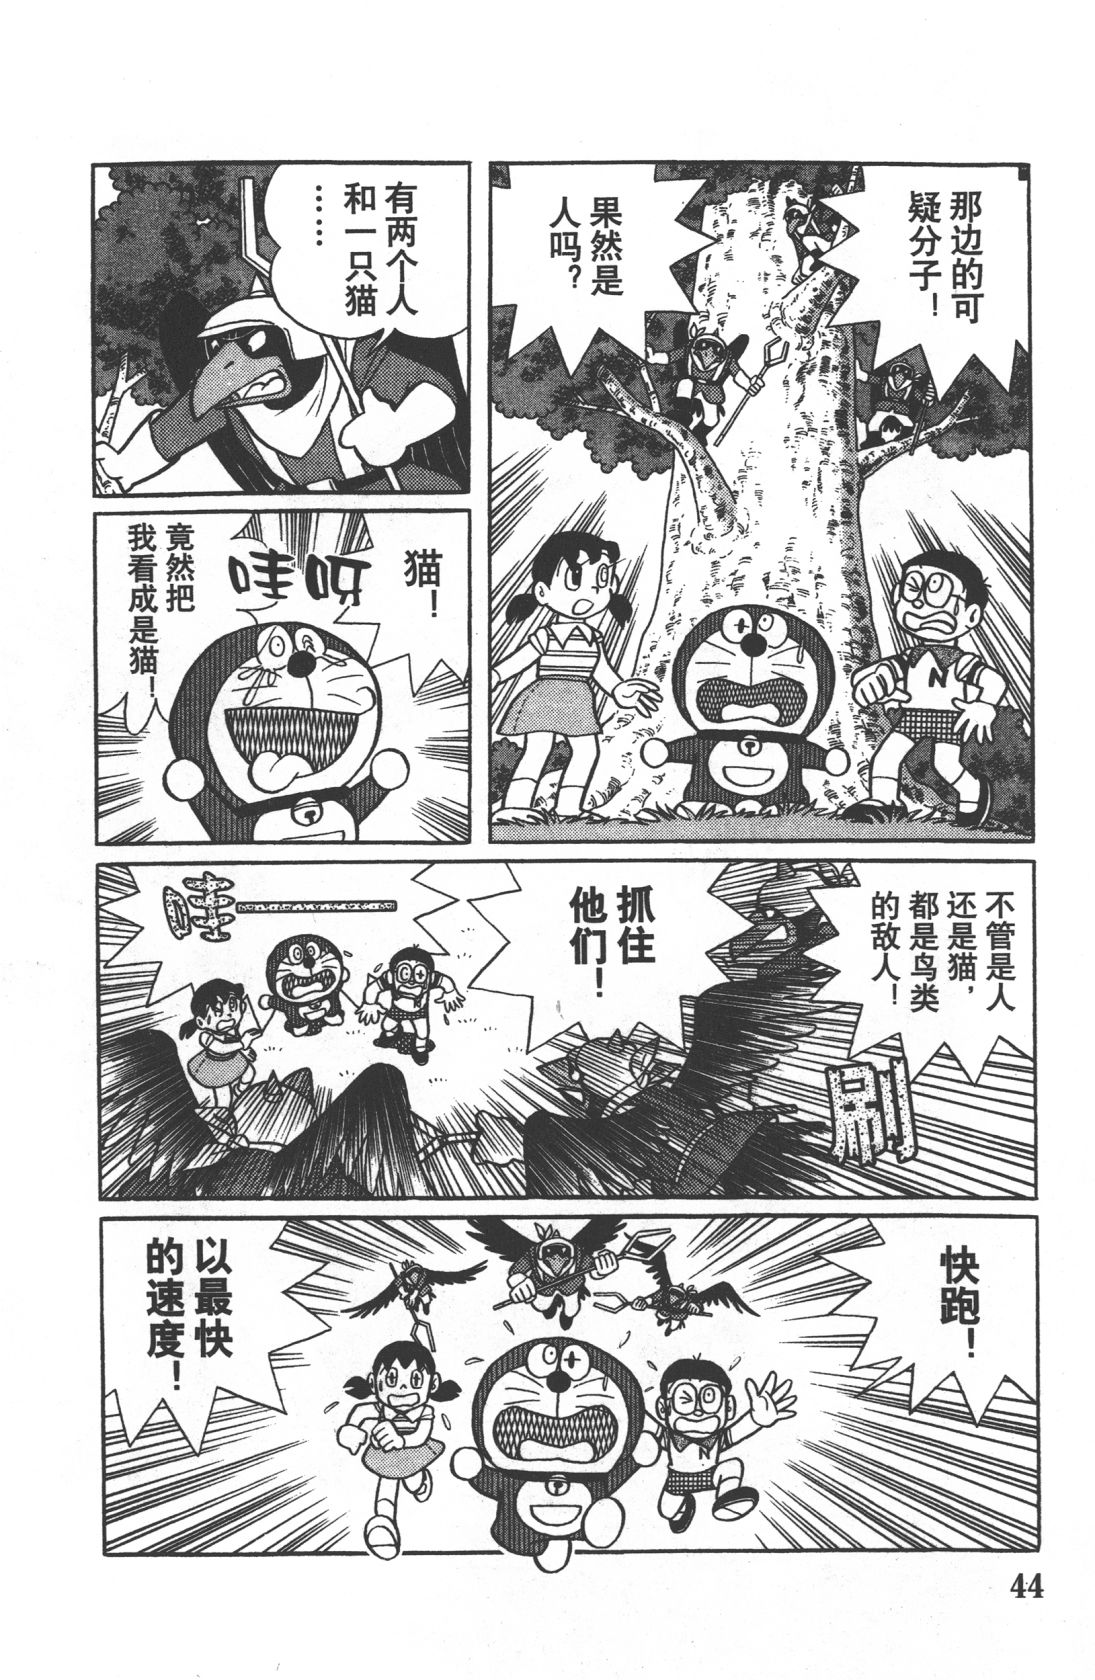 那边的可
疑分子！
果然是
人吗？
有两个人
和一只猫
……
猫！
哇呀
竟然把
我看成是猫！
不管是人
还是猫，
都是鸟类
的敌人！
刷
抓住
他们！
哇——
快跑！
以最快
的速度！
44